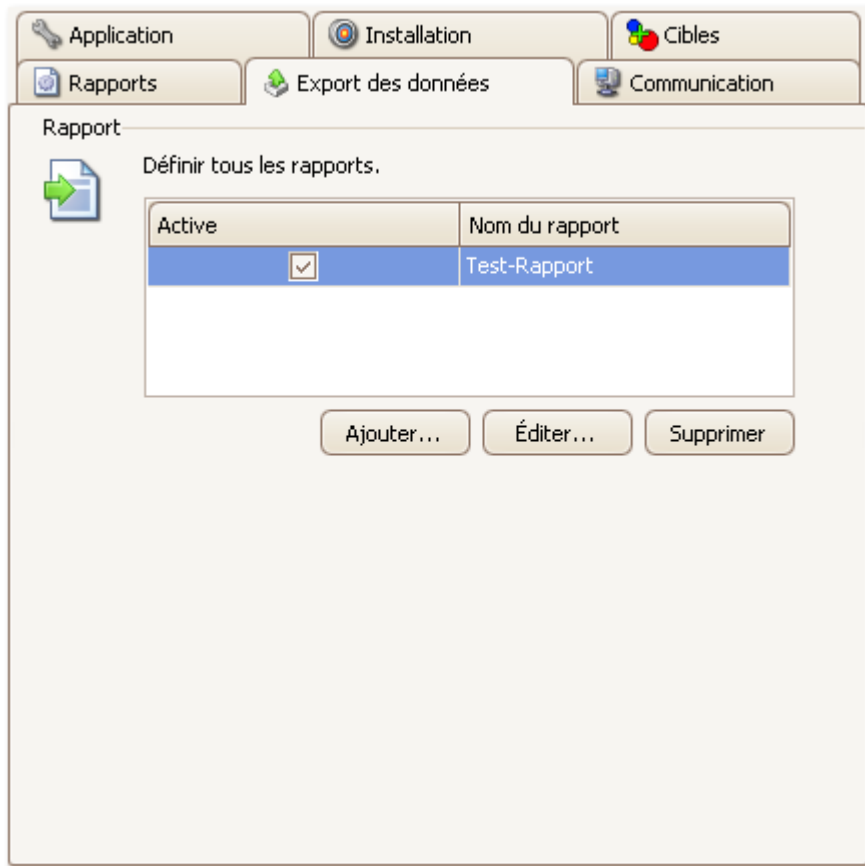 Application Installation Cibles
Rapports Export des données Communication
Rapport
Définir tous les rapports.
Active Nom du rapport
Test-Rapport
Ajouter... Éditer... Supprimer